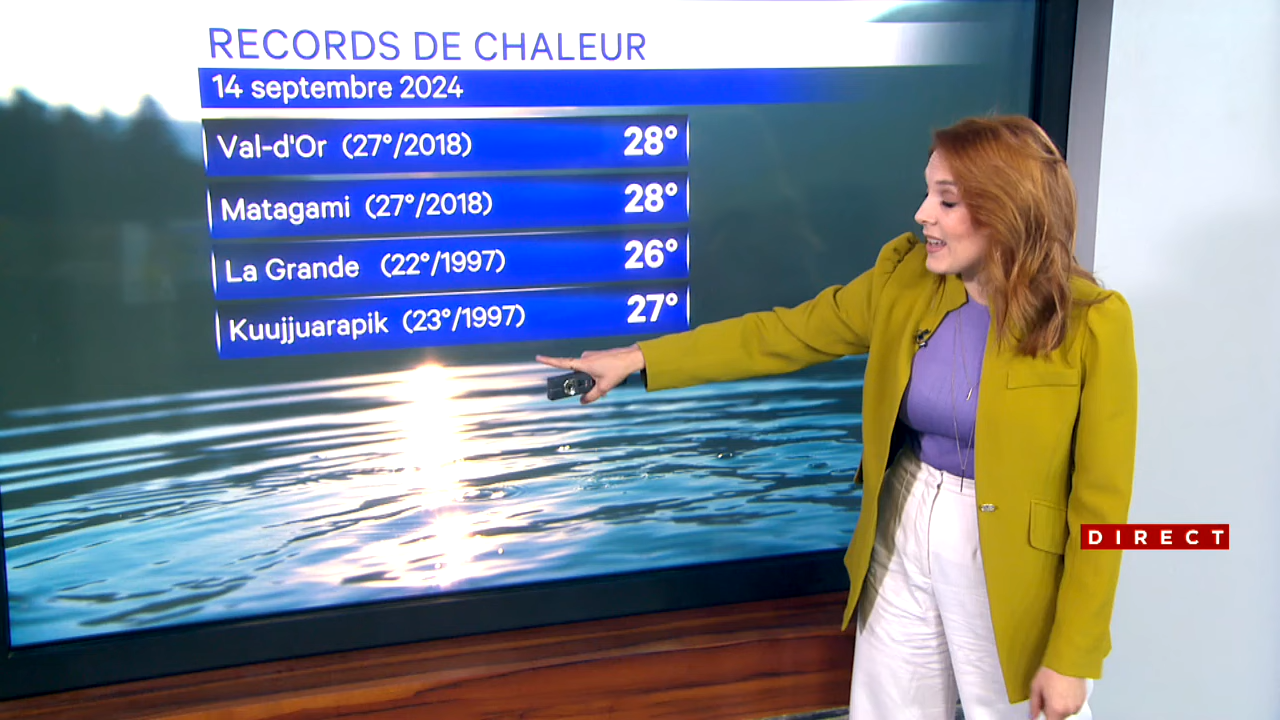 RECORDS DE CHALEUR
14 septembre 2024
Val-d'Or (27°/2018) 28°
Matagami (27°/2018) 28°
La Grande (22°/1997) 26°
Kuujjuarapik (23°/1997) 27°
DIRECT